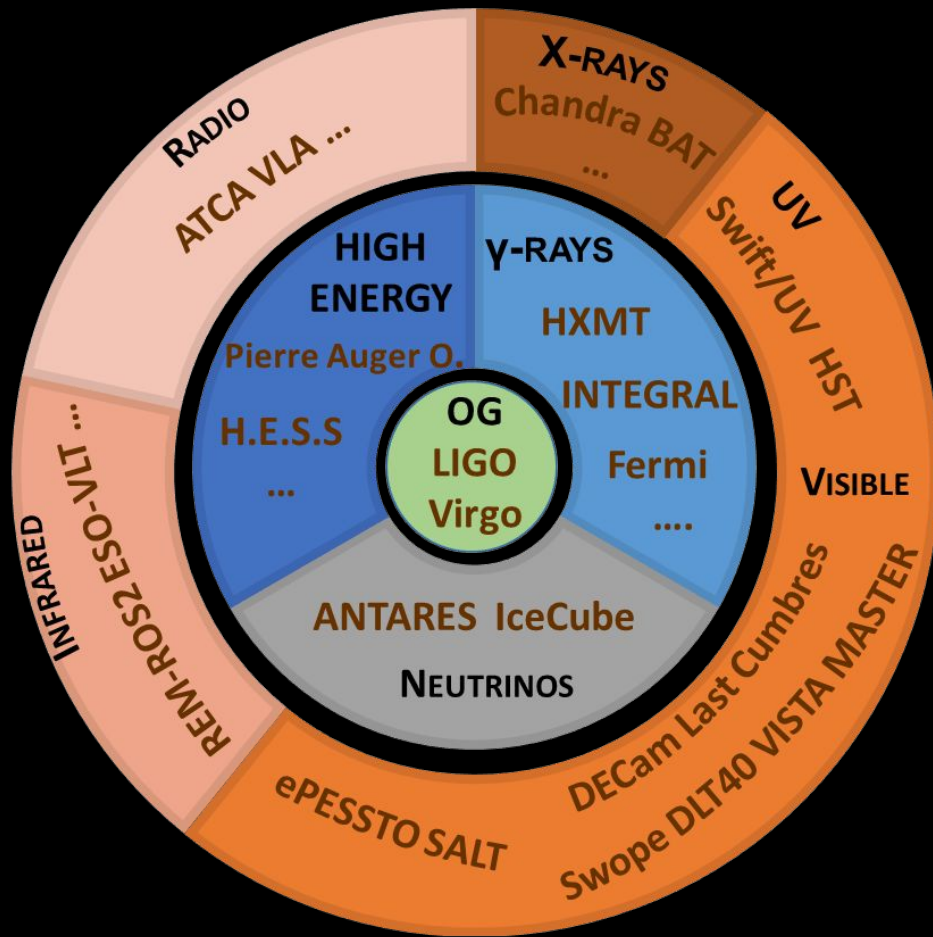 RADIO
ATCA VLA ...
X-RAYS
Chandra BAT
...
UV
Swift/UV HST
VISIBLE
DECam Last Cumbres
Swope DLT40 VISTA MASTER
ePESSTO SALT
INFRARED
REM-ROS2 ESO-VLT ...
HIGH
ENERGY
Pierre Auger O.
H.E.S.S
...
γ-RAYS
HXMT
INTEGRAL
Fermi
....
OG
LIGO
Virgo
ANTARES IceCube
NEUTRINOS